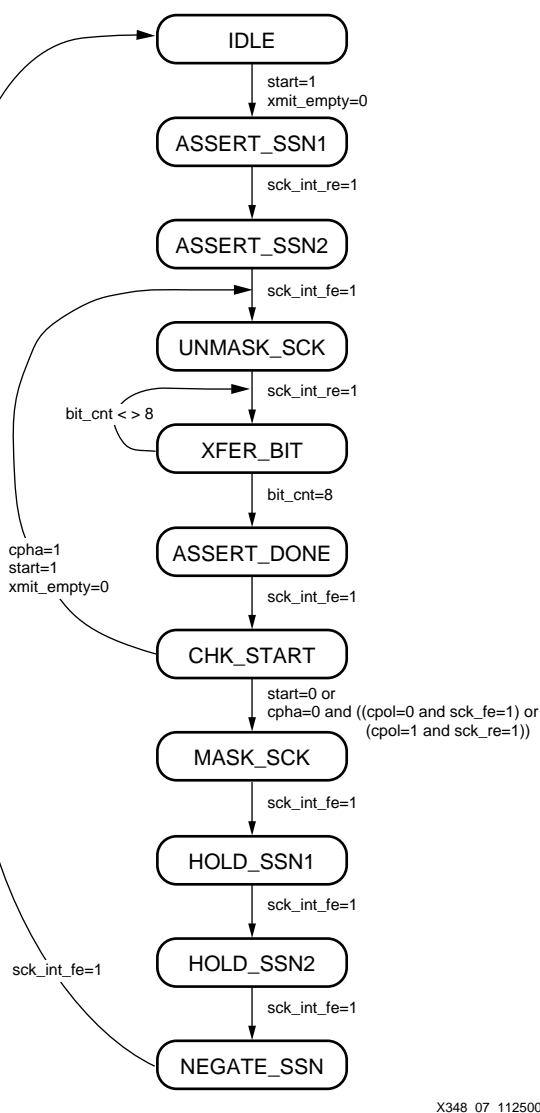 IDLE
start=1
xmit_empty=0
ASSERT_SSN1
sck_int_re=1
ASSERT_SSN2
sck_int_fe=1
UNMASK_SCK
sck_int_re=1
bit_cnt < > 8
XFER_BIT
bit_cnt=8
ASSERT_DONE
cpha=1
start=1
xmit_empty=0
sck_int_fe=1
CHK_START
start=0 or
cpha=0 and ((cpol=0 and sck_fe=1) or
(cpol=1 and sck_re=1))
MASK_SCK
sck_int_fe=1
HOLD_SSN1
sck_int_fe=1
HOLD_SSN2
sck_int_fe=1
sck_int_fe=1
NEGATE_SSN
X348_07_112500